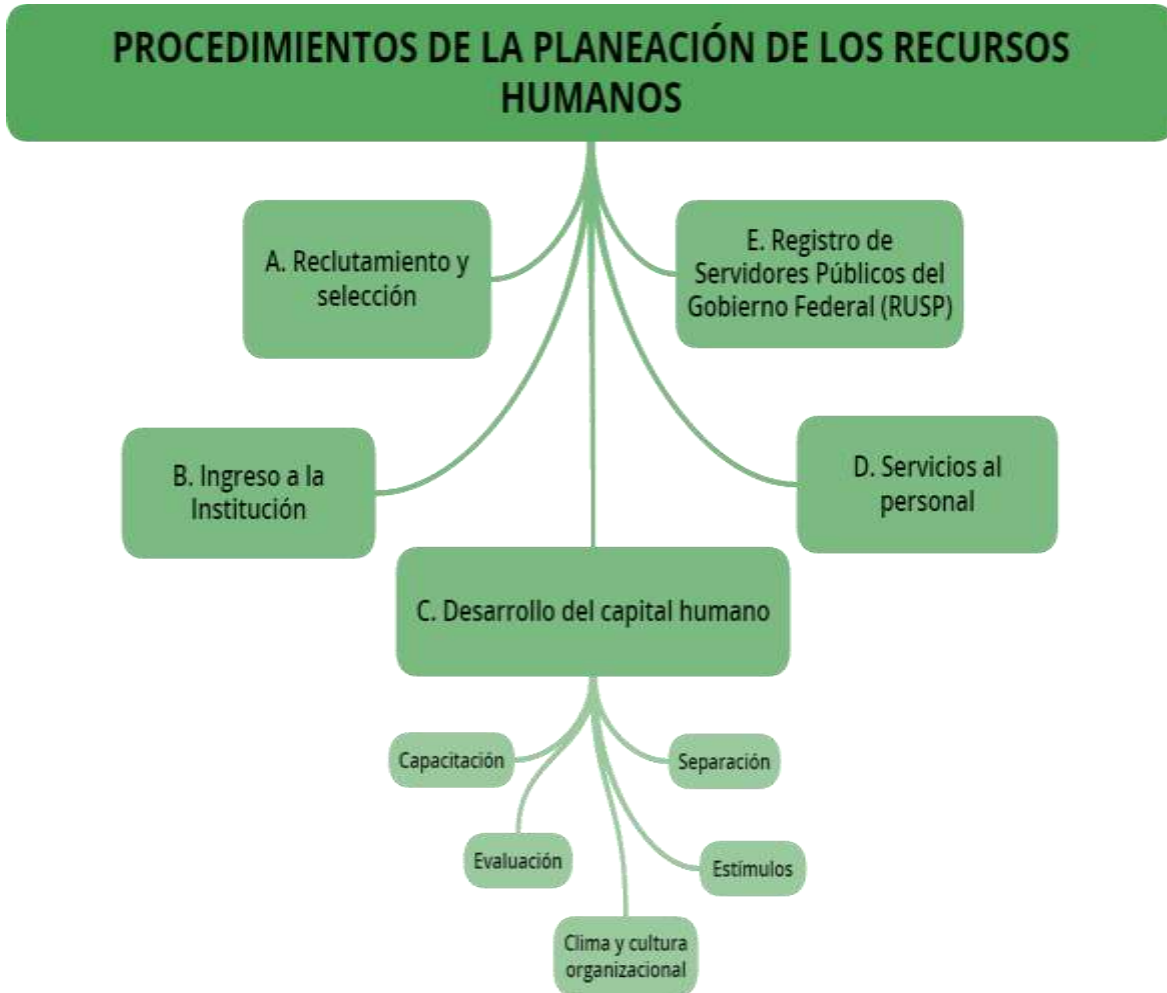 PROCEDIMIENTOS DE LA PLANEACIÓN DE LOS RECURSOS
HUMANOS
A. Reclutamiento y
selección
E. Registro de
Servidores Públicos del
Gobierno Federal (RUSP)
B. Ingreso a la
Institución
D. Servicios al
personal
C. Desarrollo del capital humano
Capacitación
Separación
Evaluación
Estímulos
Clima y cultura
organizacional